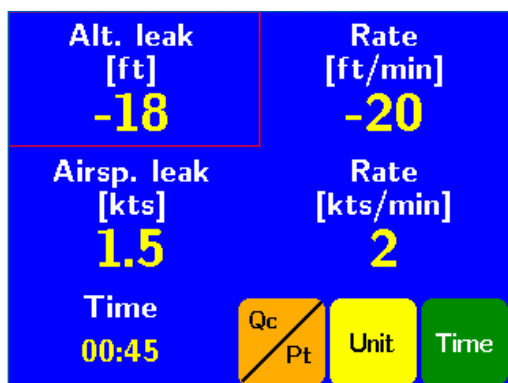 Alt. leak
[ft]
-18
Rate
[ft/min]
-20
Airsp. leak
[kts]
1.5
Rate
[kts/min]
2
Time
00:45
Qc
Pt
Unit
Time